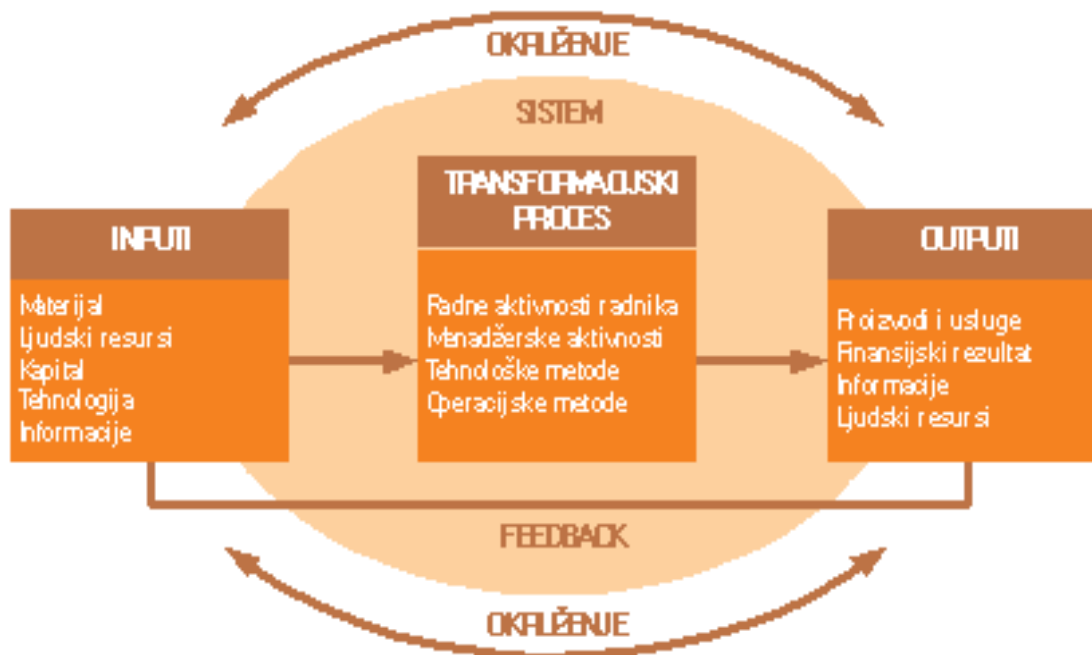 OKRUŽENJE
SISTEM
TRANSFORMACIJSKI
PROCES
INPUTI
OUTPUTI
Materijal
Ljudski resursi
Kapital
Tehnologija
Informacije
Radne aktivnosti radnika
Menadžerske aktivnosti
Tehnološke metode
Operacijske metode
Proizvodi i usluge
Finansijski rezultat
Informacije
Ljudski resursi
FEEDBACK
OKRUŽENJE